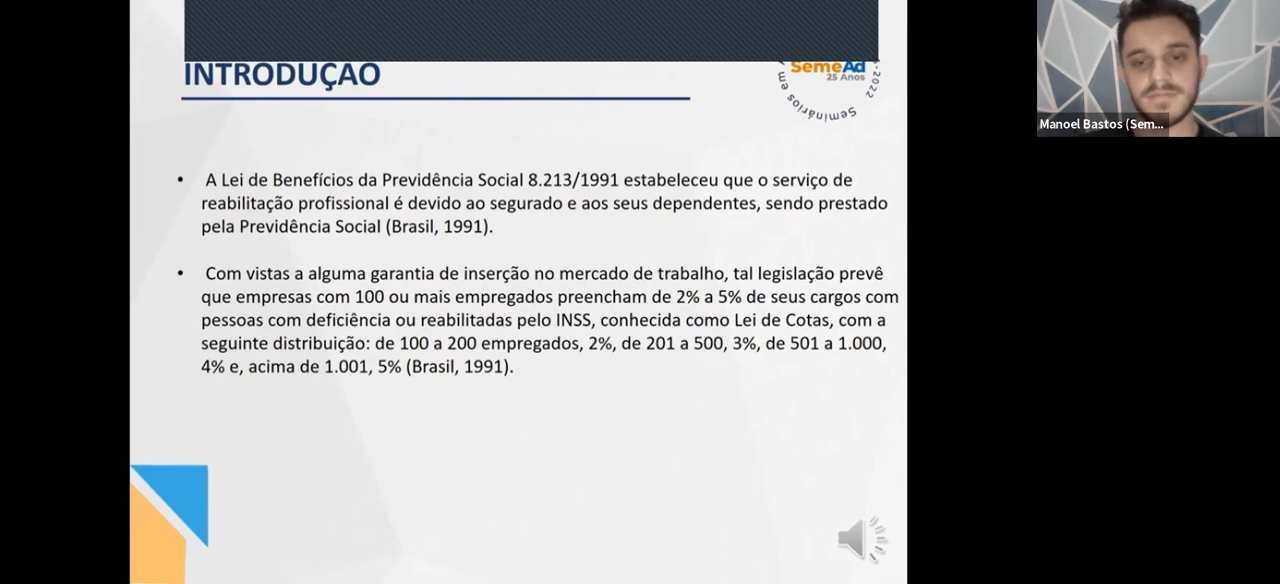 INTRODUÇÃO
SemeAd
25 Anos
Seminários em
-2022
• A Lei de Benefícios da Previdência Social 8.213/1991 estabeleceu que o serviço de
reabilitação profissional é devido ao segurado e aos seus dependentes, sendo prestado
pela Previdência Social (Brasil, 1991).
• Com vistas a alguma garantia de inserção no mercado de trabalho, tal legislação prevê
que empresas com 100 ou mais empregados preencham de 2% a 5% de seus cargos com
pessoas com deficiência ou reabilitadas pelo INSS, conhecida como Lei de Cotas, com a
seguinte distribuição: de 100 a 200 empregados, 2%, de 201 a 500, 3%, de 501 a 1.000,
4% e, acima de 1.001, 5% (Brasil, 1991).
Manoel Bastos (Sem...